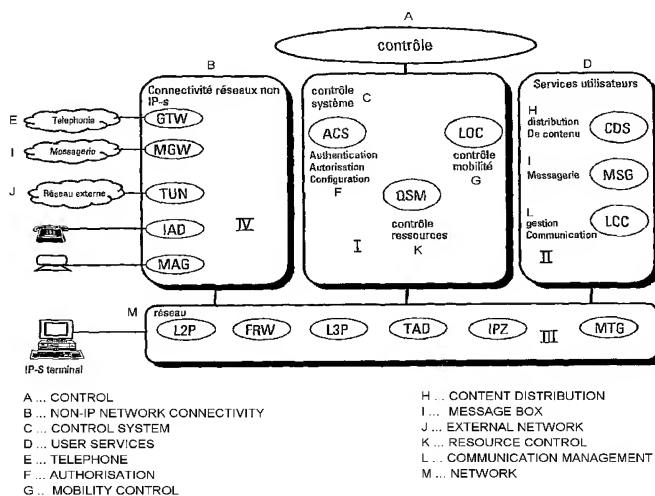 A
contrôle
B
Connectivité réseaux non
IP-s
E
Telephonie
GTW
I
Messagerie
MGW
J
Réseau externe
TUN
IAD
MAG
IV
contrôle
système
C
ACS
Authentication
Autorisation
Configuration
F
LOC
contrôle
mobilité
G
QSM
contrôle
ressources
K
I
D
Services utilisateurs
H
distribution
De contenu
CDS
I
Messagerie
MSG
L
gestion
Communication
LCC
II
M
réseau
L2P
FRW
L3P
TAD
IPZ
III
MTG
IP-S terminal
A ... CONTROL
B ... NON-IP NETWORK CONNECTIVITY
C ... CONTROL SYSTEM
D ... USER SERVICES
E ... TELEPHONE
F ... AUTHORISATION
G .. MOBILITY CONTROL
H ... CONTENT DISTRIBUTION
I ... MESSAGE BOX
J ... EXTERNAL NETWORK
K ... RESOURCE CONTROL
L ... COMMUNICATION MANAGEMENT
M ... NETWORK